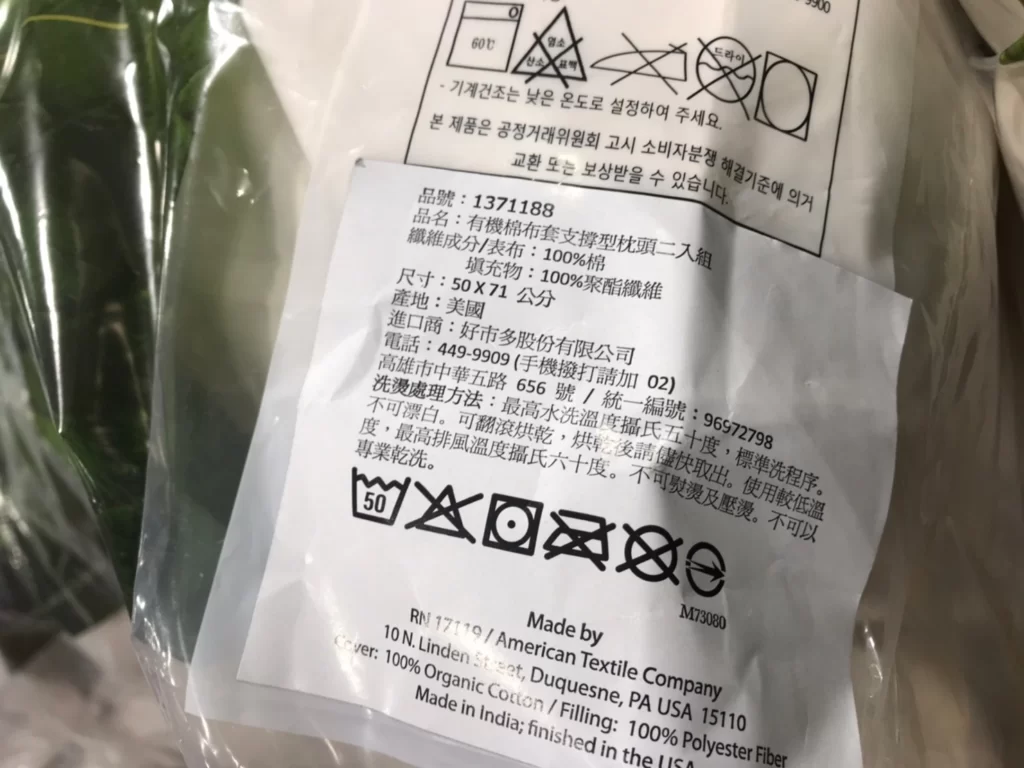 9900
60℃
염소
산소 표백
드라이
- 기계건조는 낮은 온도로 설정하여 주세요.
본 제품은 공정거래위원회 고시 소비자분쟁 해결기준에 의거
교환 또는 보상받을 수 있습니다.
品號：1371188
品名：有機棉布套支撐型枕頭二入組
纖維成分/表布：100%棉
填充物：100%聚酯纖維
尺寸：50 X 71 公分
產地：美國
進口商：好市多股份有限公司
電話：449-9909 (手機撥打請加 02)
高雄市中華五路 656 號 / 統一編號：96972798
洗燙處理方法：最高水洗溫度攝氏五十度，標準洗程序。
不可漂白。可翻滾烘乾，烘乾後請儘快取出。使用較低溫
度，最高排風溫度攝氏六十度。不可熨燙及壓燙。不可以
專業乾洗。
50
M73080
Made by
RN 17119 / American Textile Company
10 N. Linden Street, Duquesne, PA USA 15110
Cover: 100% Organic Cotton / Filling: 100% Polyester Fiber
Made in India; finished in the USA